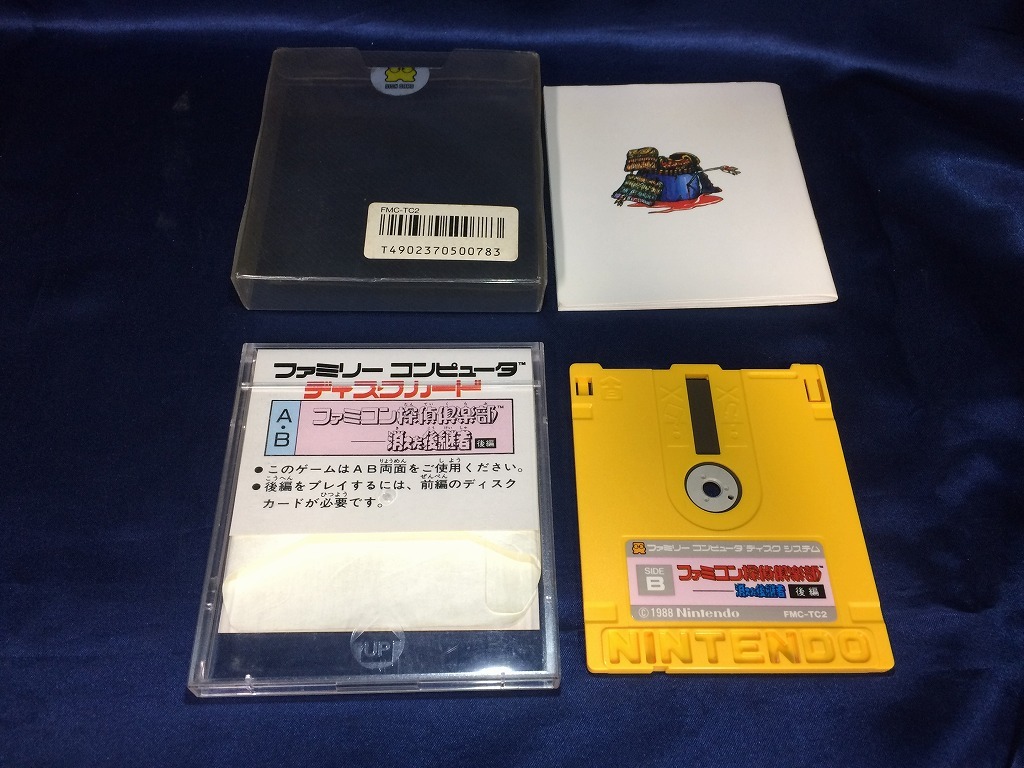 FMC-TC2
T4902370500783
ファミリー コンピュータ™
ディスクカード
A・B
ファミコン探偵倶楽部™
消えた後継者 後編
●このゲームはAB両面をご使用ください。
●後編をプレイするには、前編のディスク
カードが必要です。
UP
ファミリー コンピュータ ディスク システム
SIDE
B
ファミコン探偵倶楽部
消えた後継者 後編
©1988 Nintendo FMC-TC2
NINTENDO